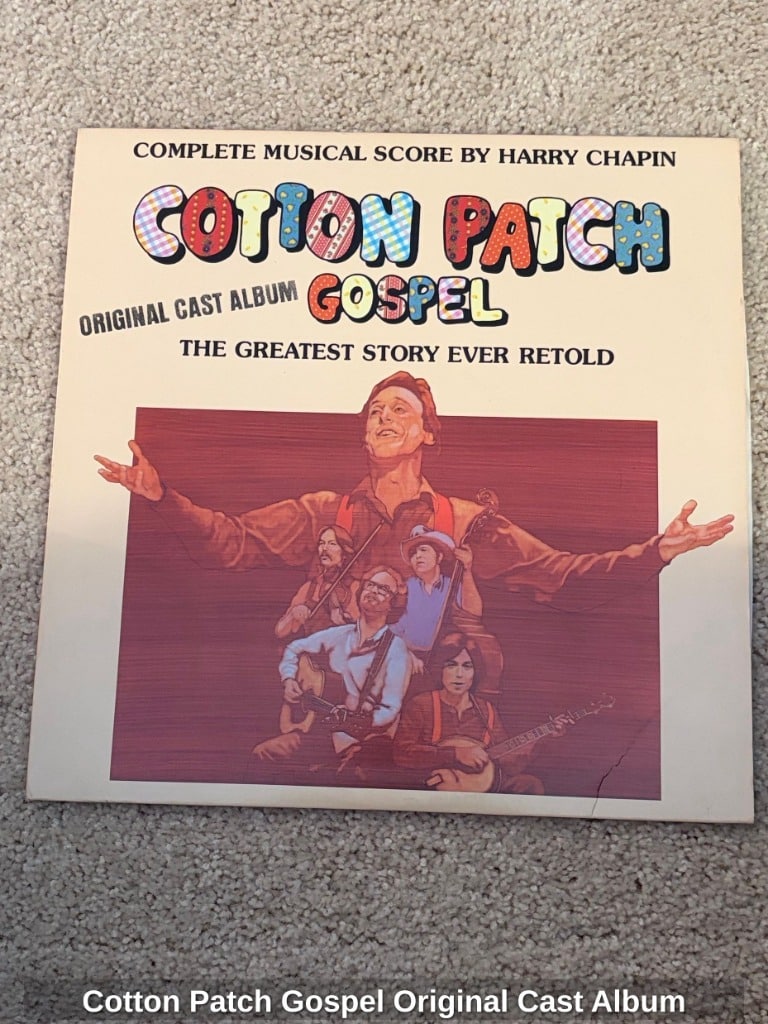 COMPLETE MUSICAL SCORE BY HARRY CHAPIN
COTTON PATCH
ORIGINAL CAST ALBUM GOSPEL
THE GREATEST STORY EVER RETOLD
Cotton Patch Gospel Original Cast Album